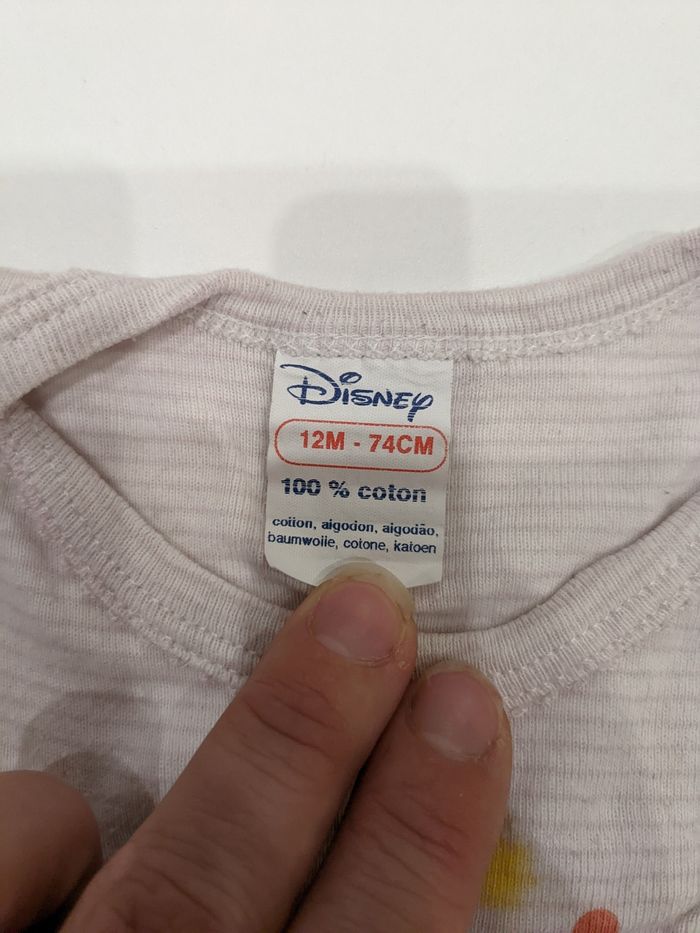 Disney
12M - 74CM
100 % coton
cotton, algodon, algodão,
baumwolle, cotone, katoen